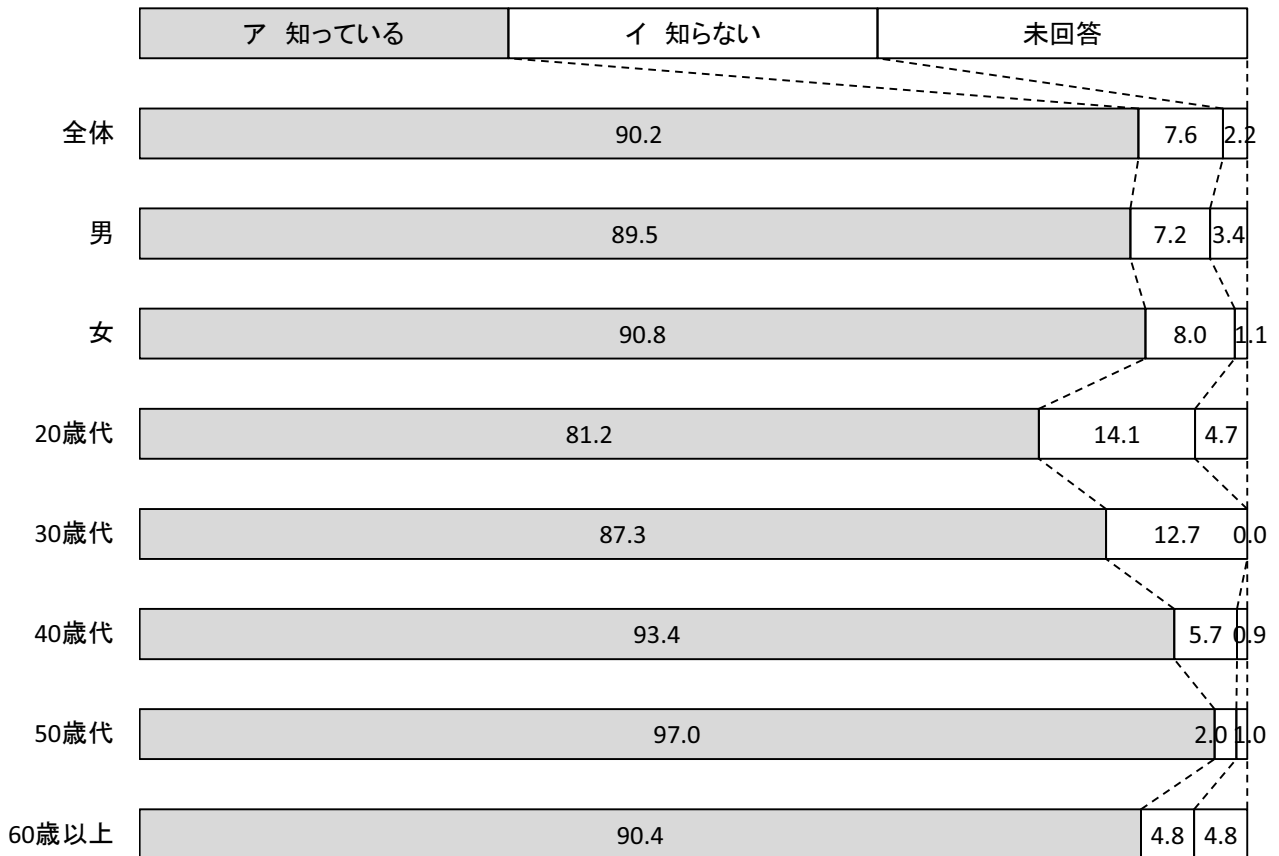 ア 知っている イ 知らない 未回答
全体 90.2 7.6 2.2
男 89.5 7.2 3.4
女 90.8 8.0 1.1
20歳代 81.2 14.1 4.7
30歳代 87.3 12.7 0.0
40歳代 93.4 5.7 0.9
50歳代 97.0 2.0 1.0
60歳以上 90.4 4.8 4.8